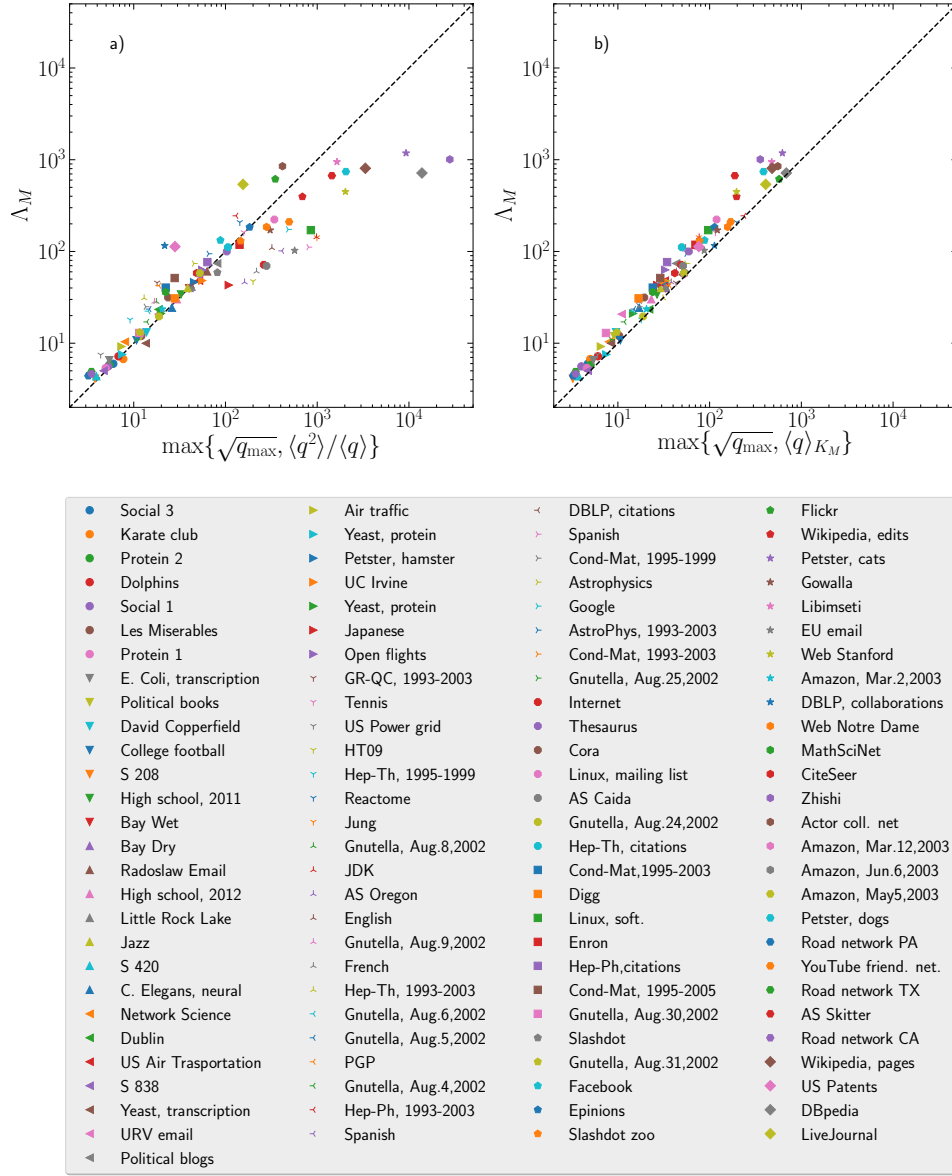 a)
b)
10^4
10^3
10^2
10^1
Λ_M
10^1 10^2 10^3 10^4
max{√q_max, ⟨q^2⟩/⟨q⟩}
10^4
10^3
10^2
10^1
Λ_M
10^1 10^2 10^3 10^4
max{√q_max, ⟨q⟩_{K_M}}
Social 3
Karate club
Protein 2
Dolphins
Social 1
Les Miserables
Protein 1
E. Coli, transcription
Political books
David Copperfield
College football
S 208
High school, 2011
Bay Wet
Bay Dry
Radoslaw Email
High school, 2012
Little Rock Lake
Jazz
S 420
C. Elegans, neural
Network Science
Dublin
US Air Trasportation
S 838
Yeast, transcription
URV email
Political blogs
Air traffic
Yeast, protein
Petster, hamster
UC Irvine
Yeast, protein
Japanese
Open flights
GR-QC, 1993-2003
Tennis
US Power grid
HT09
Hep-Th, 1995-1999
Reactome
Jung
Gnutella, Aug.8,2002
JDK
AS Oregon
English
Gnutella, Aug.9,2002
French
Hep-Th, 1993-2003
Gnutella, Aug.6,2002
Gnutella, Aug.5,2002
PGP
Gnutella, Aug.4,2002
Hep-Ph, 1993-2003
Spanish
DBLP, citations
Spanish
Cond-Mat, 1995-1999
Astrophysics
Google
AstroPhys, 1993-2003
Cond-Mat, 1993-2003
Gnutella, Aug.25,2002
Internet
Thesaurus
Cora
Linux, mailing list
AS Caida
Gnutella, Aug.24,2002
Hep-Th, citations
Cond-Mat,1995-2003
Digg
Linux, soft.
Enron
Hep-Ph,citations
Cond-Mat, 1995-2005
Gnutella, Aug.30,2002
Slashdot
Gnutella, Aug.31,2002
Facebook
Epinions
Slashdot zoo
Flickr
Wikipedia, edits
Petster, cats
Gowalla
Libimseti
EU email
Web Stanford
Amazon, Mar.2,2003
DBLP, collaborations
Web Notre Dame
MathSciNet
CiteSeer
Zhishi
Actor coll. net
Amazon, Mar.12,2003
Amazon, Jun.6,2003
Amazon, May5,2003
Petster, dogs
Road network PA
YouTube friend. net.
Road network TX
AS Skitter
Road network CA
Wikipedia, pages
US Patents
DBpedia
LiveJournal